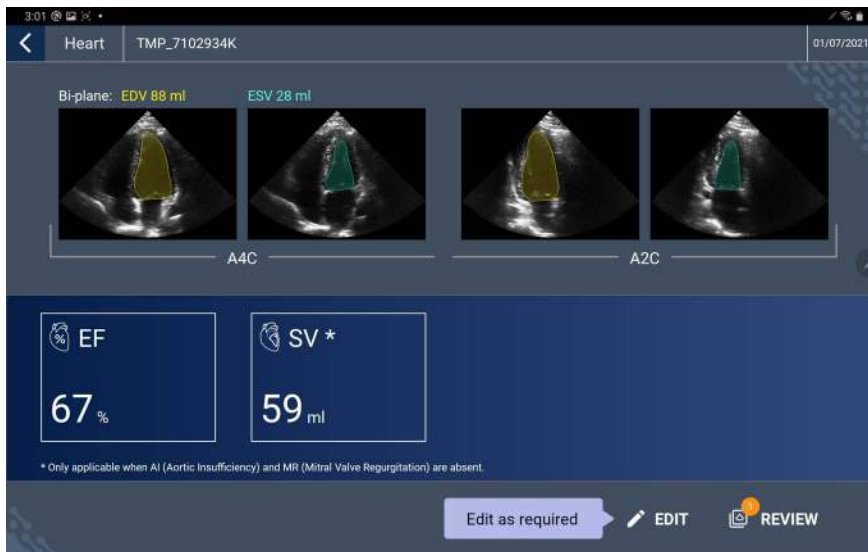 3:01
Heart TMP_7102934K 01/07/2021
Bi-plane: EDV 88 ml ESV 28 ml
A4C A2C
% EF SV *
67 % 59 ml
* Only applicable when AI (Aortic Insufficiency) and MR (Mitral Valve Regurgitation) are absent.
Edit as required EDIT REVIEW